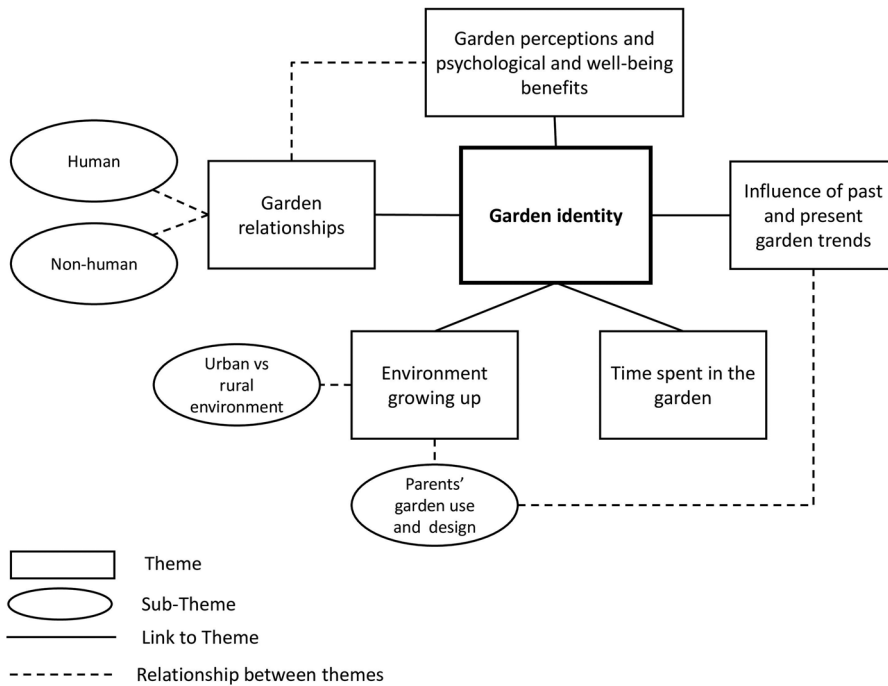 Garden perceptions and
psychological and well-being
benefits
Human
Non-human
Garden
relationships
Garden identity
Influence of past
and present
garden trends
Urban vs
rural
environment
Environment
growing up
Time spent in the
garden
Parents'
garden use
and design
Theme
Sub-Theme
Link to Theme
Relationship between themes